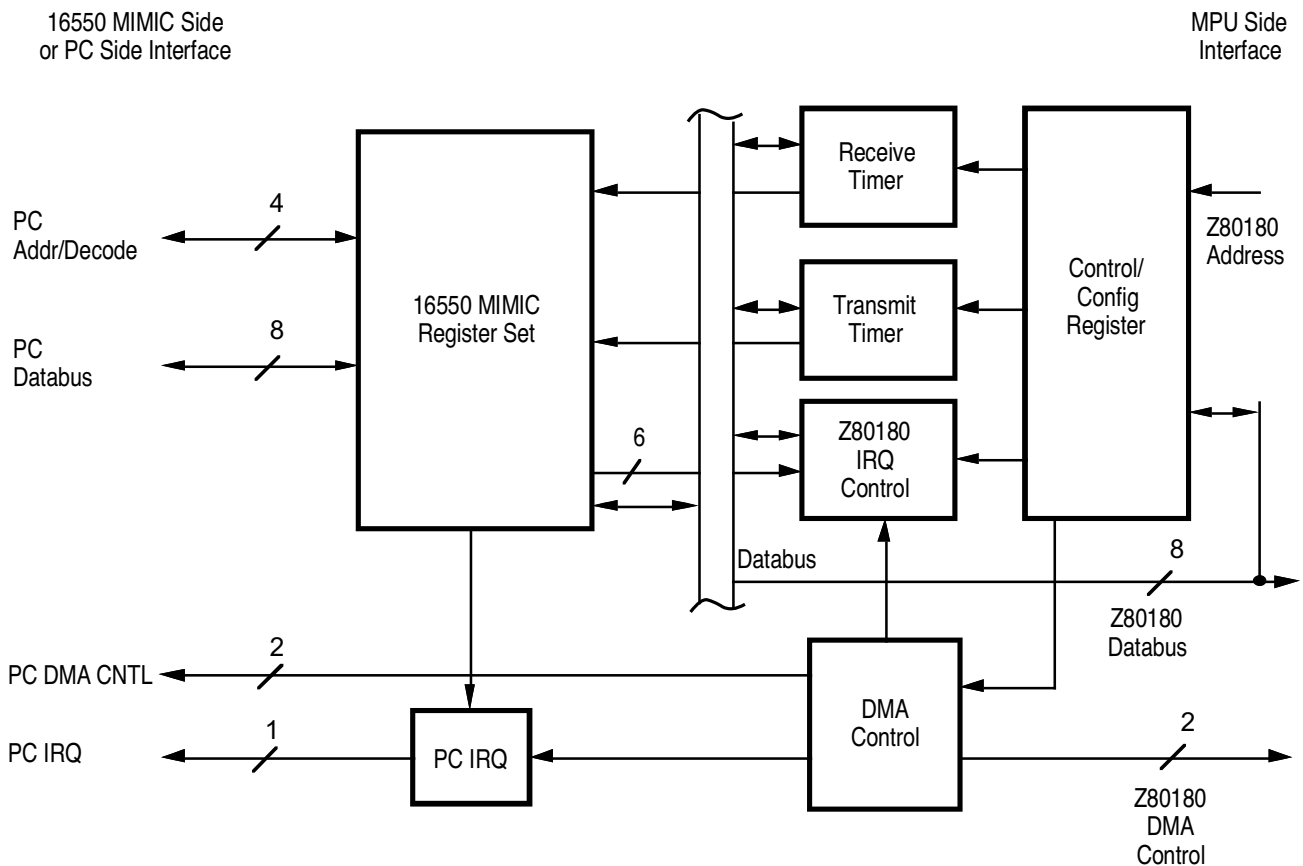 16550 MIMIC Side
or PC Side Interface
MPU Side
Interface
Receive
Timer
PC
Addr/Decode
4
Z80180
Address
Control/
Config
Register
16550 MIMIC
Register Set
Transmit
Timer
PC
Databus
8
6
Z80180
IRQ
Control
Databus
8
Z80180
Databus
PC DMA CNTL
2
DMA
Control
PC IRQ
1
PC IRQ
2
Z80180
DMA
Control